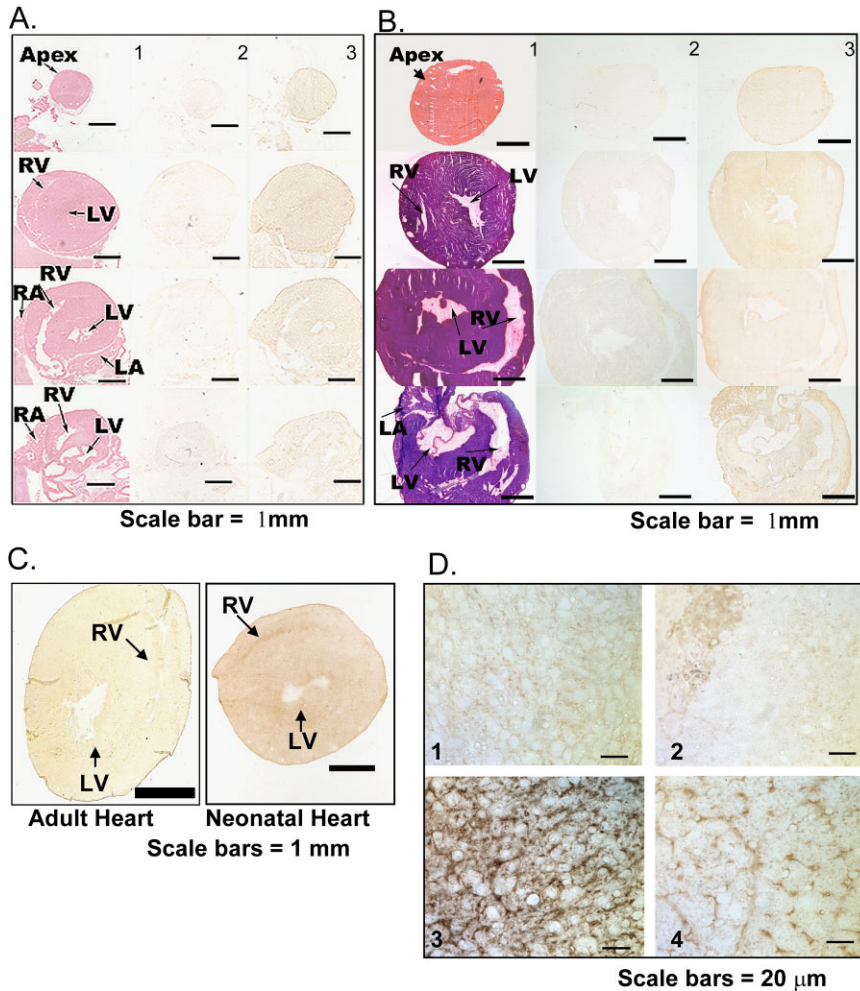 A.
1 2 3
Apex
RV
LV
RV
RA
LV
LA
RV
RA
LV
Scale bar = 1mm
B.
1 2 3
Apex
RV LV
RV
LV
LA
RV
LV
Scale bar = 1mm
C.
RV
RV
LV
LV
Adult Heart Neonatal Heart
Scale bars = 1 mm
D.
1 2
3 4
Scale bars = 20 μm